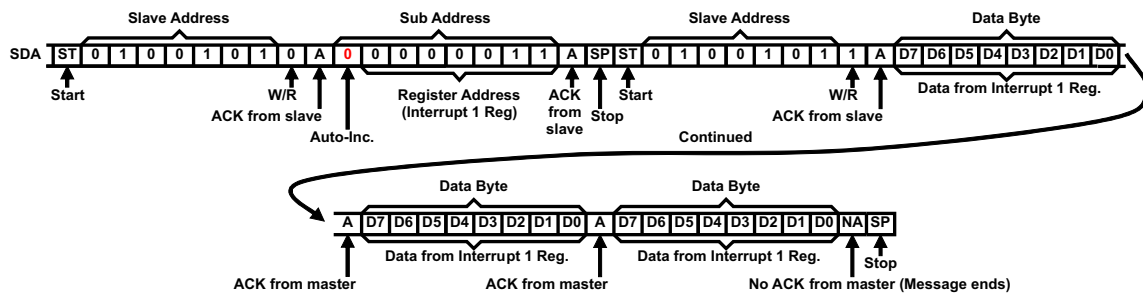 Slave Address Sub Address Slave Address Data Byte
SDA ST 0 1 0 0 1 0 1 0 A 0 0 0 0 0 0 1 1 A SP ST 0 1 0 0 1 0 1 1 A D7 D6 D5 D4 D3 D2 D1 D0
Start W/R ACK from slave Auto-Inc. Register Address
(Interrupt 1 Reg)
ACK
from
slave
Stop Start W/R ACK from slave Data from Interrupt 1 Reg.
Continued
Data Byte Data Byte
A D7 D6 D5 D4 D3 D2 D1 D0 A D7 D6 D5 D4 D3 D2 D1 D0 NA SP
Data from Interrupt 1 Reg. Data from Interrupt 1 Reg. Stop
ACK from master ACK from master No ACK from master (Message ends)